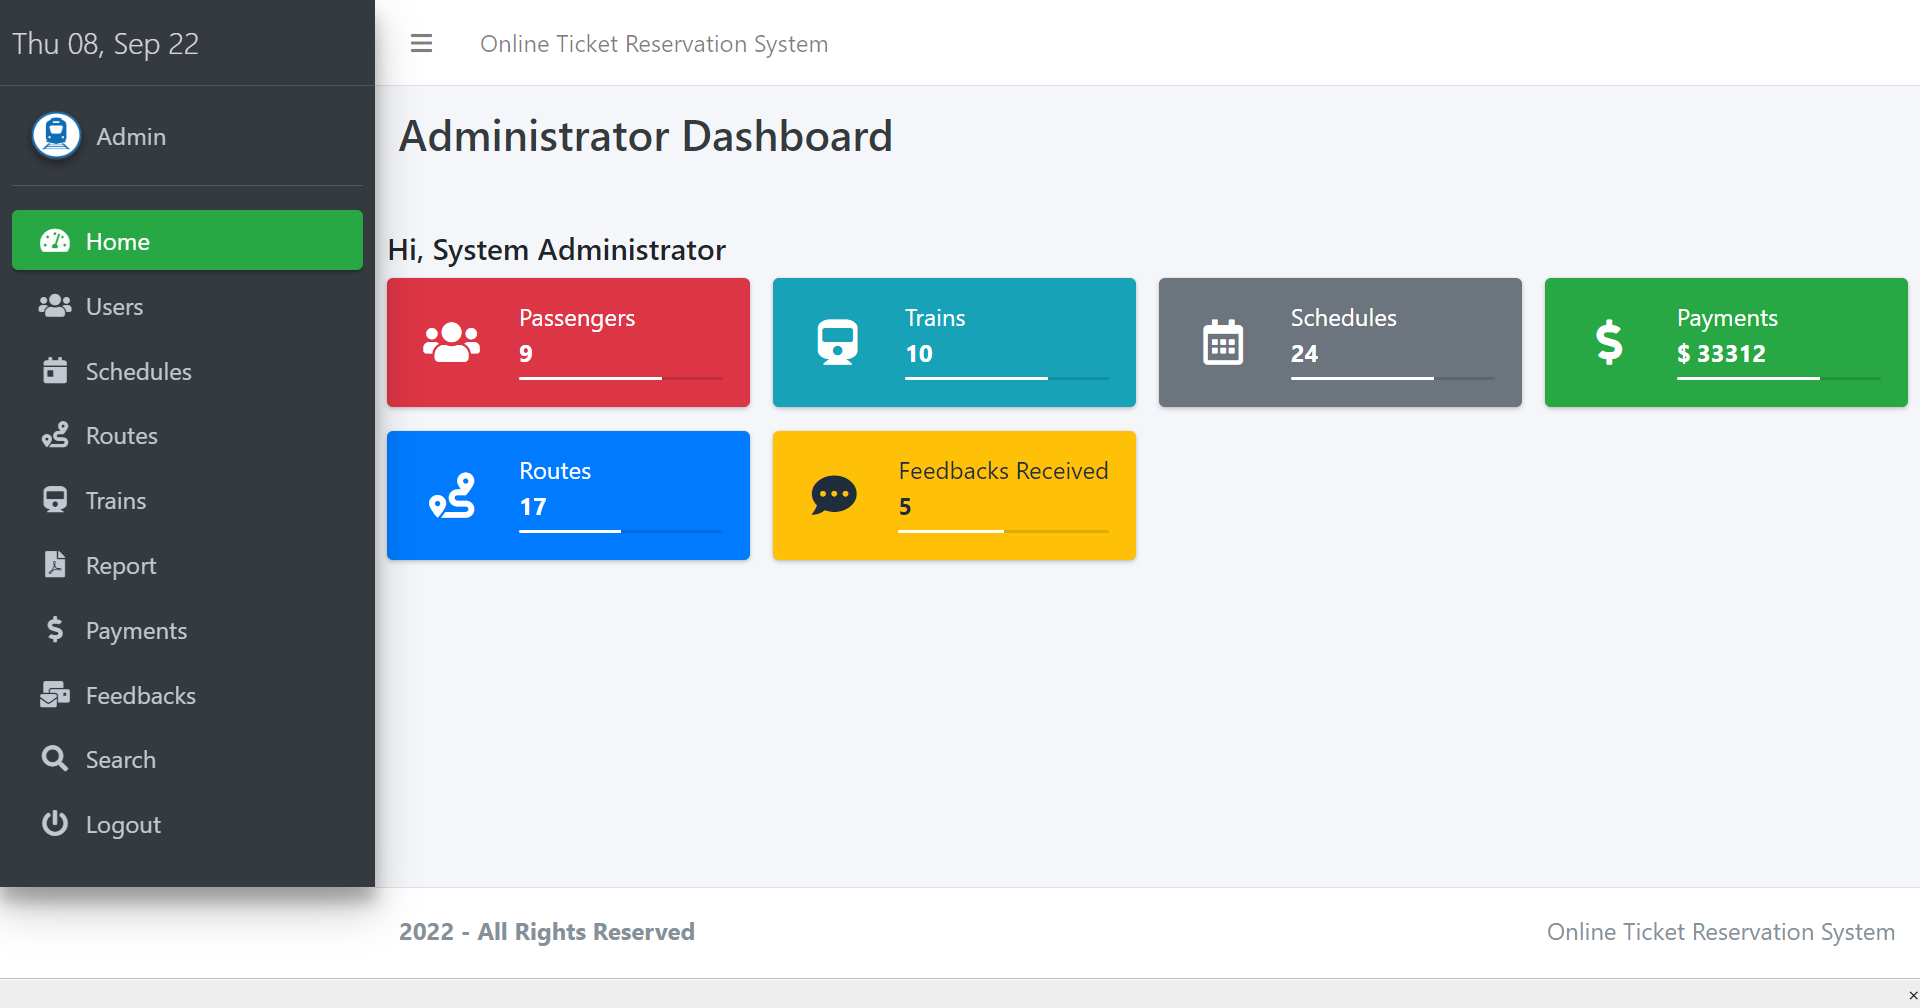 Thu 08, Sep 22
Online Ticket Reservation System
Admin
Administrator Dashboard
Home
Users
Schedules
Routes
Trains
Report
Payments
Feedbacks
Search
Logout
Hi, System Administrator
Passengers
9
Trains
10
Schedules
24
Payments
$ 33312
Routes
17
Feedbacks Received
5
2022 - All Rights Reserved
Online Ticket Reservation System